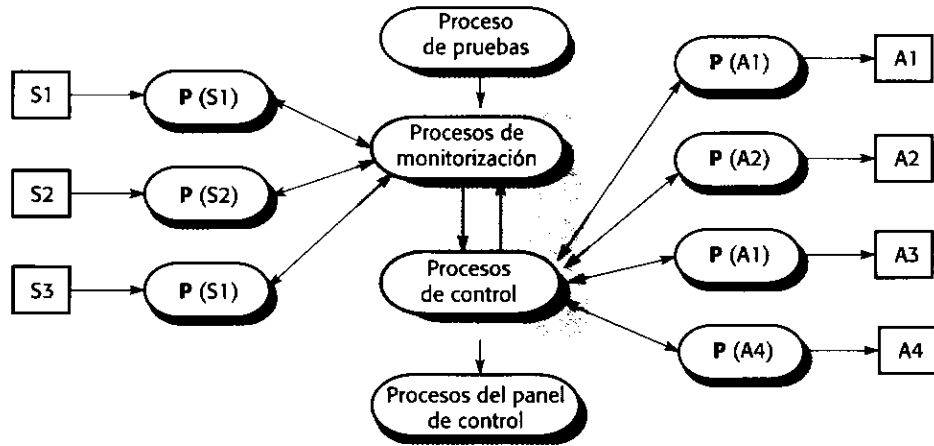 Proceso
de pruebas
S1
P (S1)
Procesos de
monitorización
P (A1)
A1
S2
P (S2)
P (A2)
A2
S3
P (S1)
Procesos
de control
P (A1)
A3
P (A4)
A4
Procesos del panel
de control